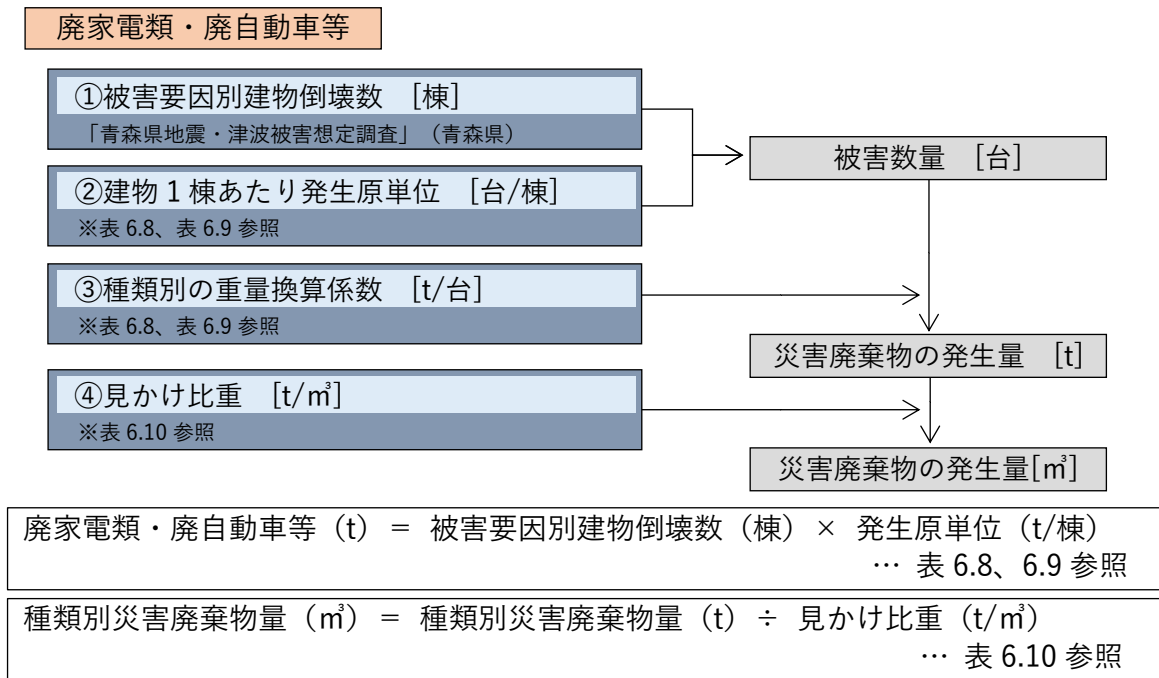 廃家電類・廃自動車等
①被害要因別建物倒壊数 [棟]
「青森県地震・津波被害想定調査」（青森県）
②建物1棟あたり発生原単位 [台/棟]
※表 6.8、表 6.9 参照
被害数量 [台]
③種類別の重量換算係数 [t/台]
※表 6.8、表 6.9 参照
災害廃棄物の発生量 [t]
④見かけ比重 [t/㎥]
※表 6.10 参照
災害廃棄物の発生量[㎥]
廃家電類・廃自動車等（t）＝ 被害要因別建物倒壊数（棟）× 発生原単位（t/棟）
… 表 6.8、6.9 参照
種類別災害廃棄物量（㎥）＝ 種類別災害廃棄物量（t）÷ 見かけ比重（t/㎥）
… 表 6.10 参照